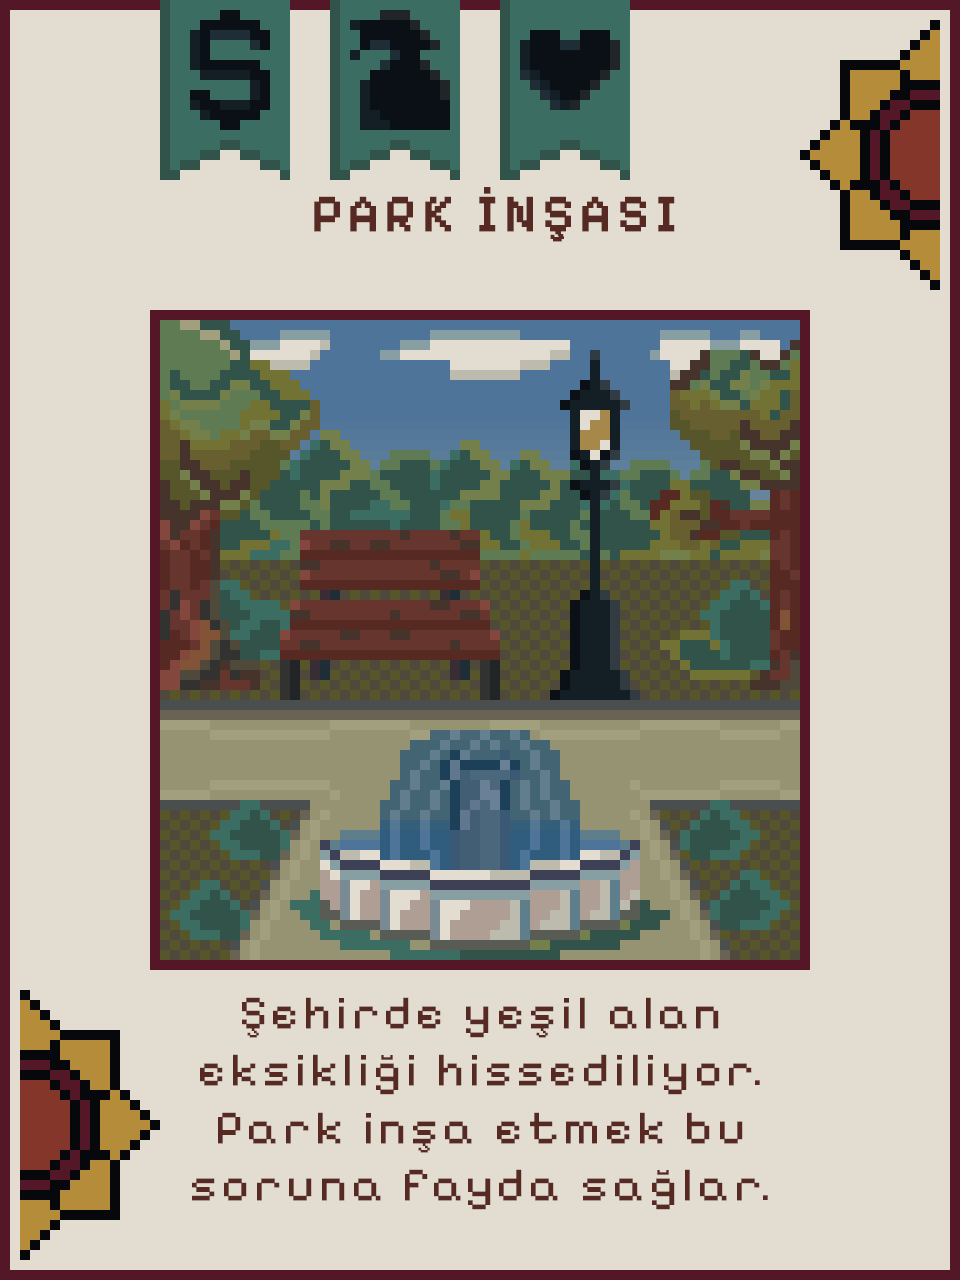 $
PARK İNŞASI
Şehirde yeşil alan
eksikliği hissediliyor.
Park inşa etmek bu
soruna fayda sağlar.